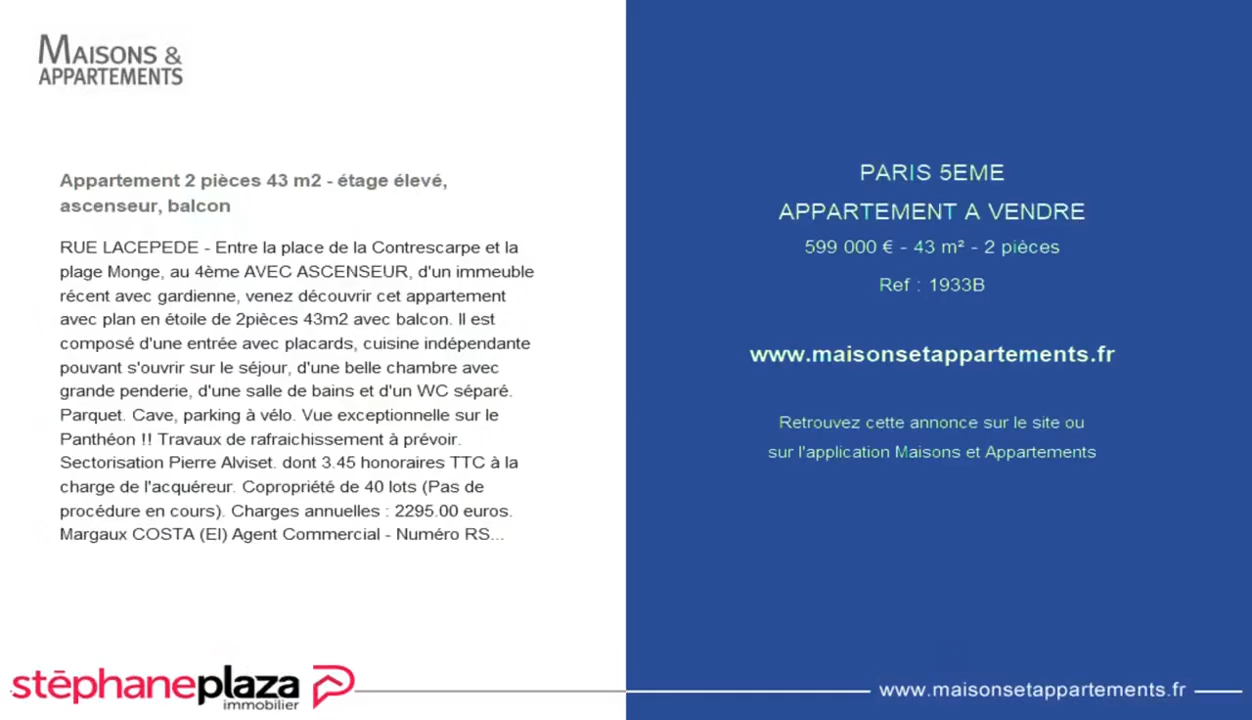 MAISONS &
APPARTEMENTS
Appartement 2 pièces 43 m2 - étage élevé,
ascenseur, balcon
RUE LACEPEDE - Entre la place de la Contrescarpe et la
plage Monge, au 4ème AVEC ASCENSEUR, d'un immeuble
récent avec gardienne, venez découvrir cet appartement
avec plan en étoile de 2pièces 43m2 avec balcon. Il est
composé d'une entrée avec placards, cuisine indépendante
pouvant s'ouvrir sur le séjour, d'une belle chambre avec
grande penderie, d'une salle de bains et d'un WC séparé.
Parquet. Cave, parking à vélo. Vue exceptionnelle sur le
Panthéon !! Travaux de rafraichissement à prévoir.
Sectorisation Pierre Alviset. dont 3.45 honoraires TTC à la
charge de l'acquéreur. Copropriété de 40 lots (Pas de
procédure en cours). Charges annuelles : 2295.00 euros.
Margaux COSTA (EI) Agent Commercial - Numéro RS...
stéphaneplaza
immobilier
PARIS 5EME
APPARTEMENT A VENDRE
599 000 € - 43 m² - 2 pièces
Ref : 1933B
www.maisonsetappartements.fr
Retrouvez cette annonce sur le site ou
sur l'application Maisons et Appartements
www.maisonsetappartements.fr